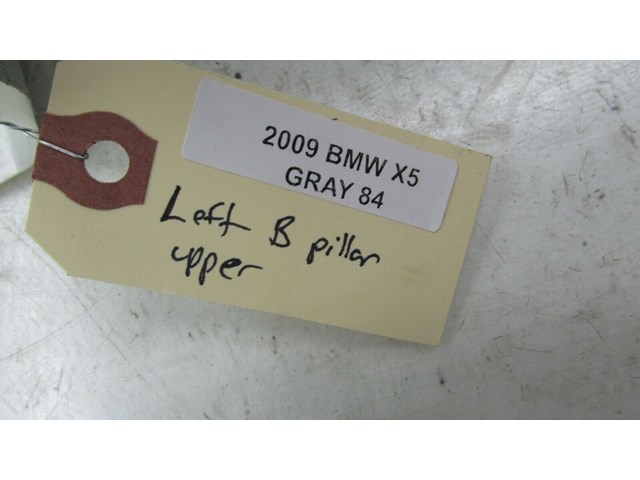 2009 BMW X5
GRAY 84
Left B pillar
upper